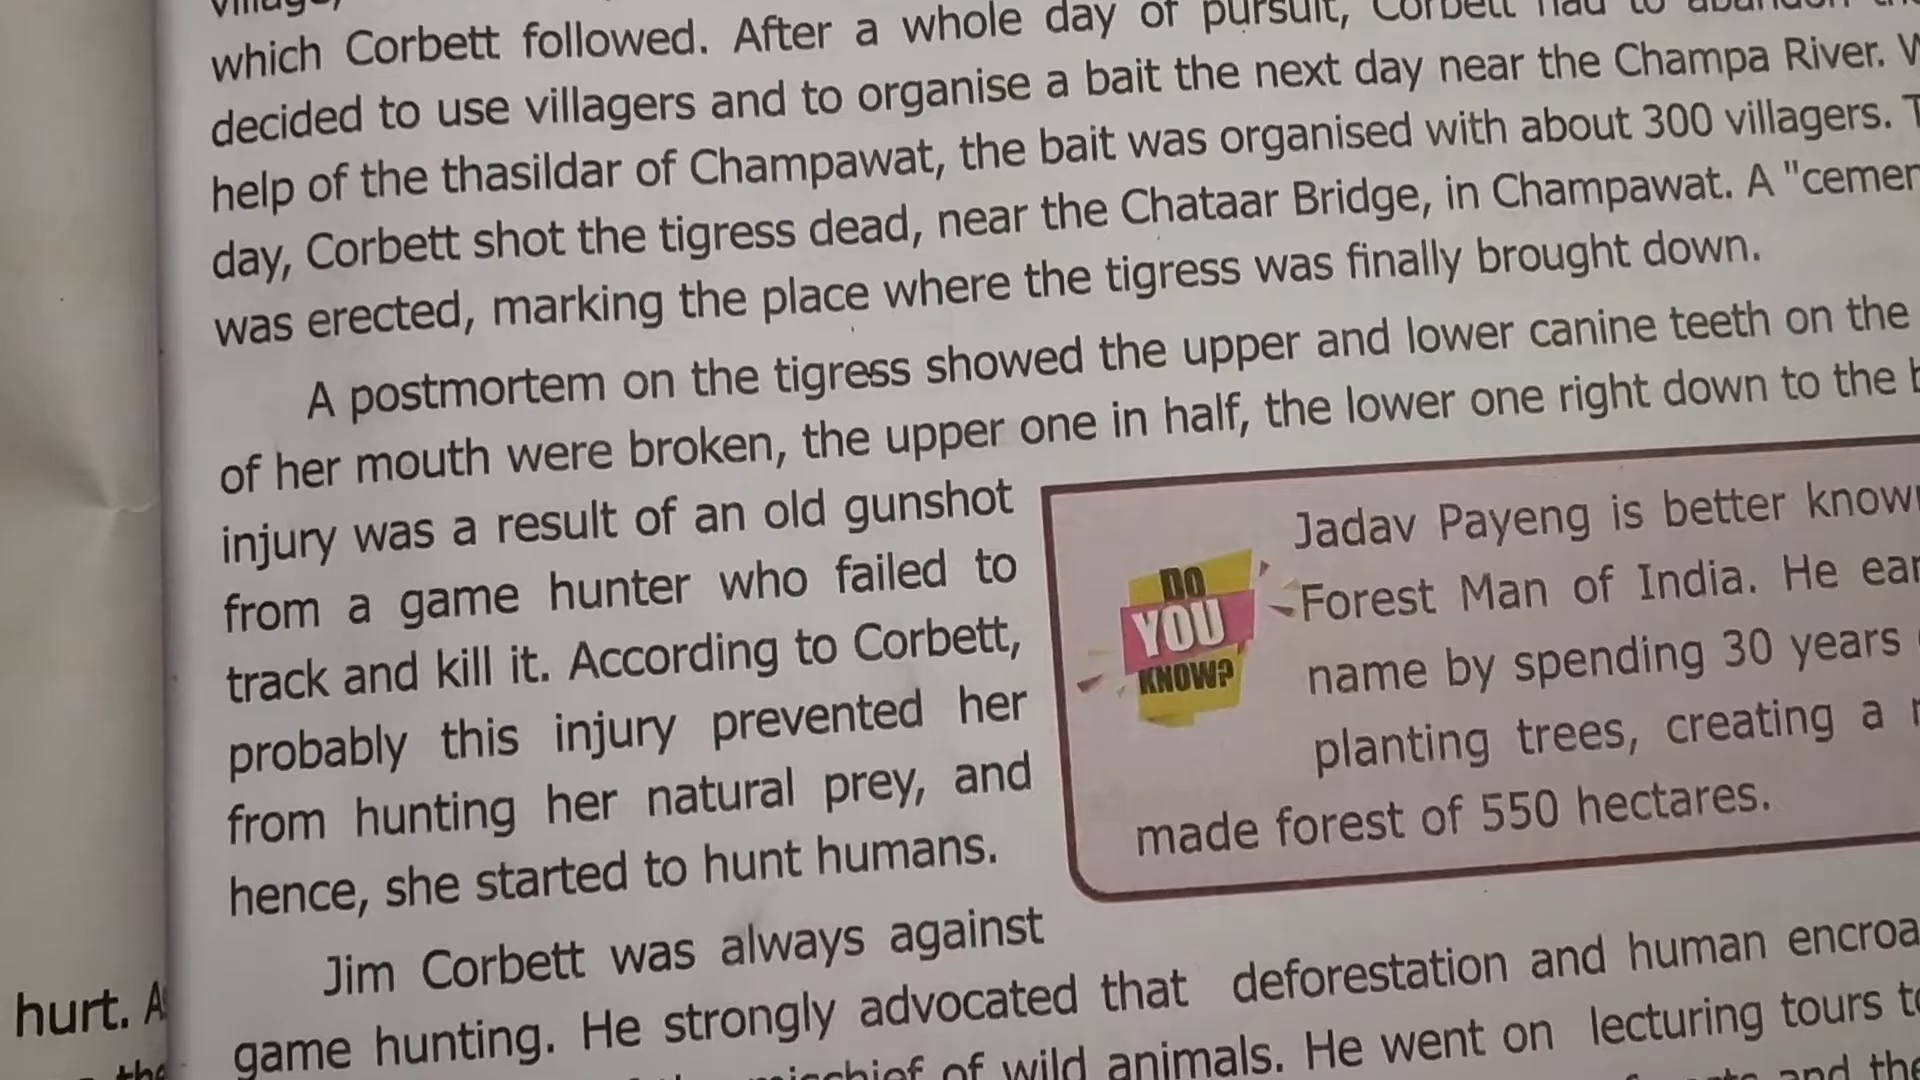 which Corbett followed. After a whole day of pursuit, Corbett had to abandon
decided to use villagers and to organise a bait the next day near the Champa River.
help of the thasildar of Champawat, the bait was organised with about 300 villagers.
day, Corbett shot the tigress dead, near the Chataar Bridge, in Champawat. A "cemen
was erected, marking the place where the tigress was finally brought down.
A postmortem on the tigress showed the upper and lower canine teeth on the
of her mouth were broken, the upper one in half, the lower one right down to the
injury was a result of an old gunshot
from a game hunter who failed to
track and kill it. According to Corbett,
probably this injury prevented her
from hunting her natural prey, and
hence, she started to hunt humans.
DO
YOU
KNOW?
Jadav Payeng is better known
Forest Man of India. He ear
name by spending 30 years
planting trees, creating a
made forest of 550 hectares.
Jim Corbett was always against
game hunting. He strongly advocated that deforestation and human encroa
mischief of wild animals. He went on lecturing tours to
and the
hurt.
the